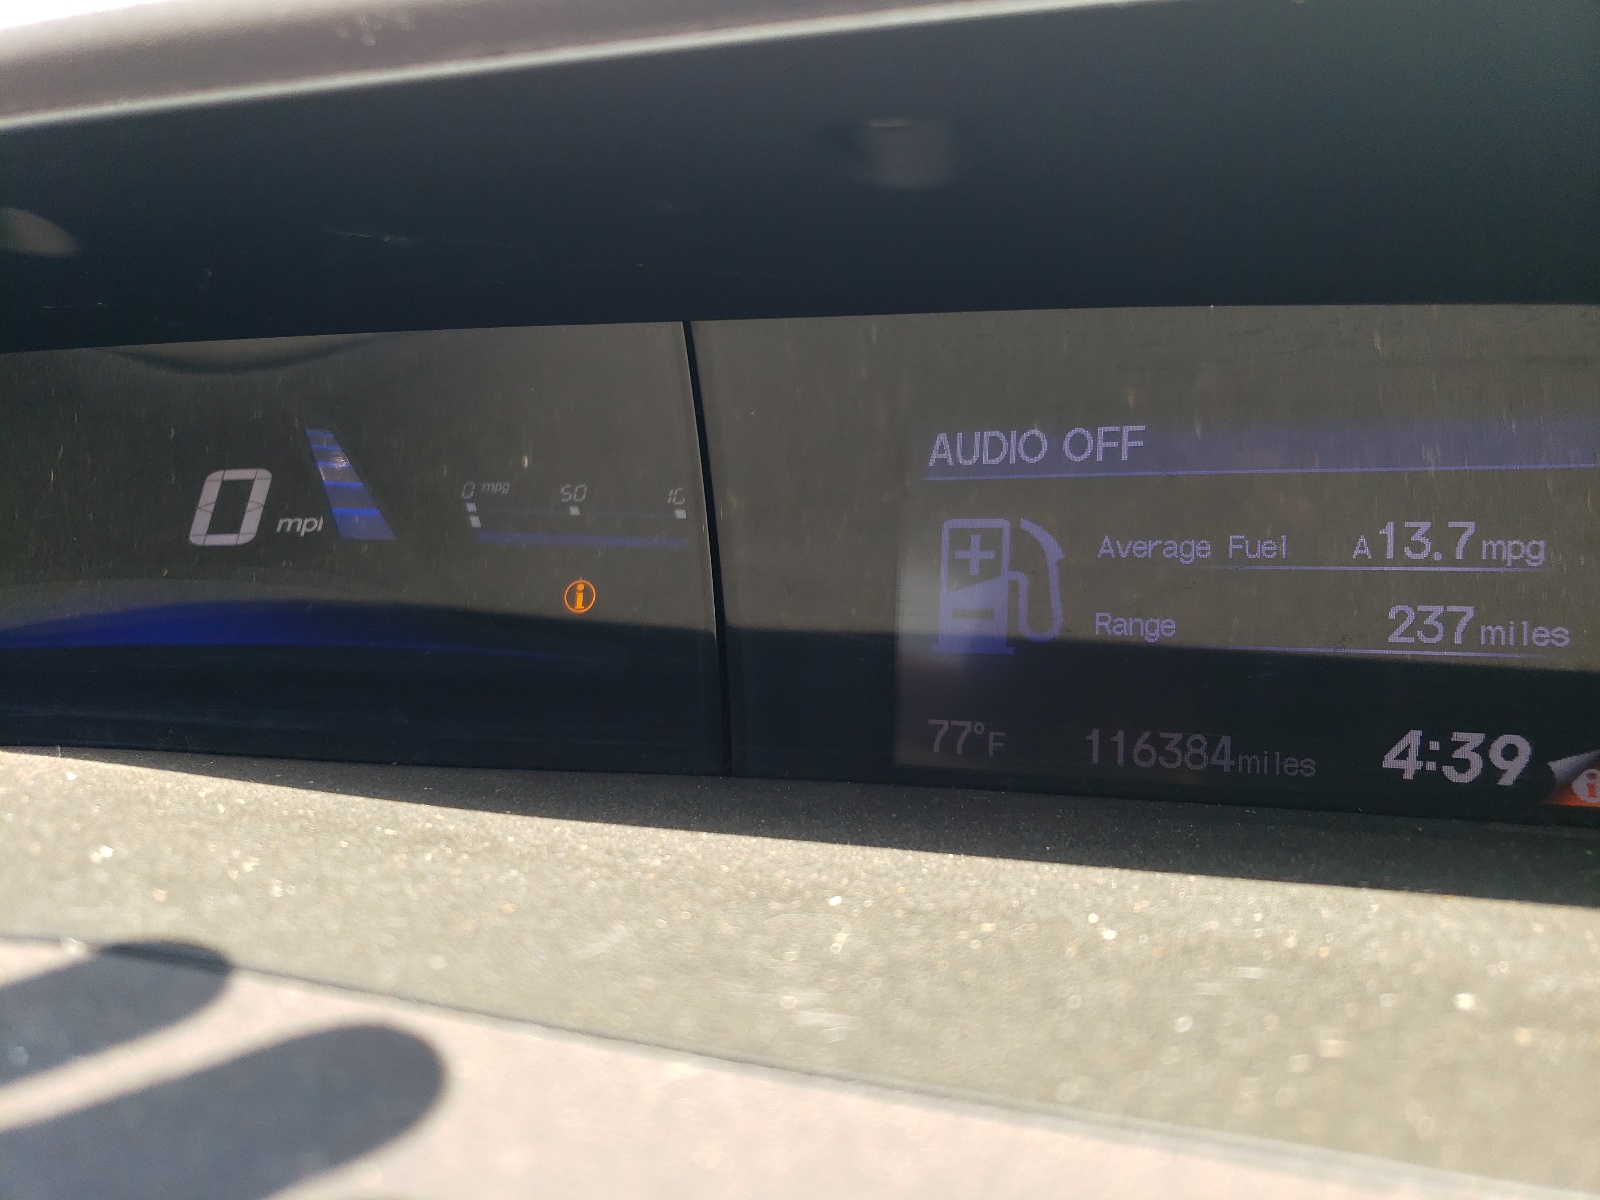 0 mph
0 mpg 50 10
AUDIO OFF
Average Fuel A 13.7 mpg
Range 237 miles
77°F 116384 miles 4:39